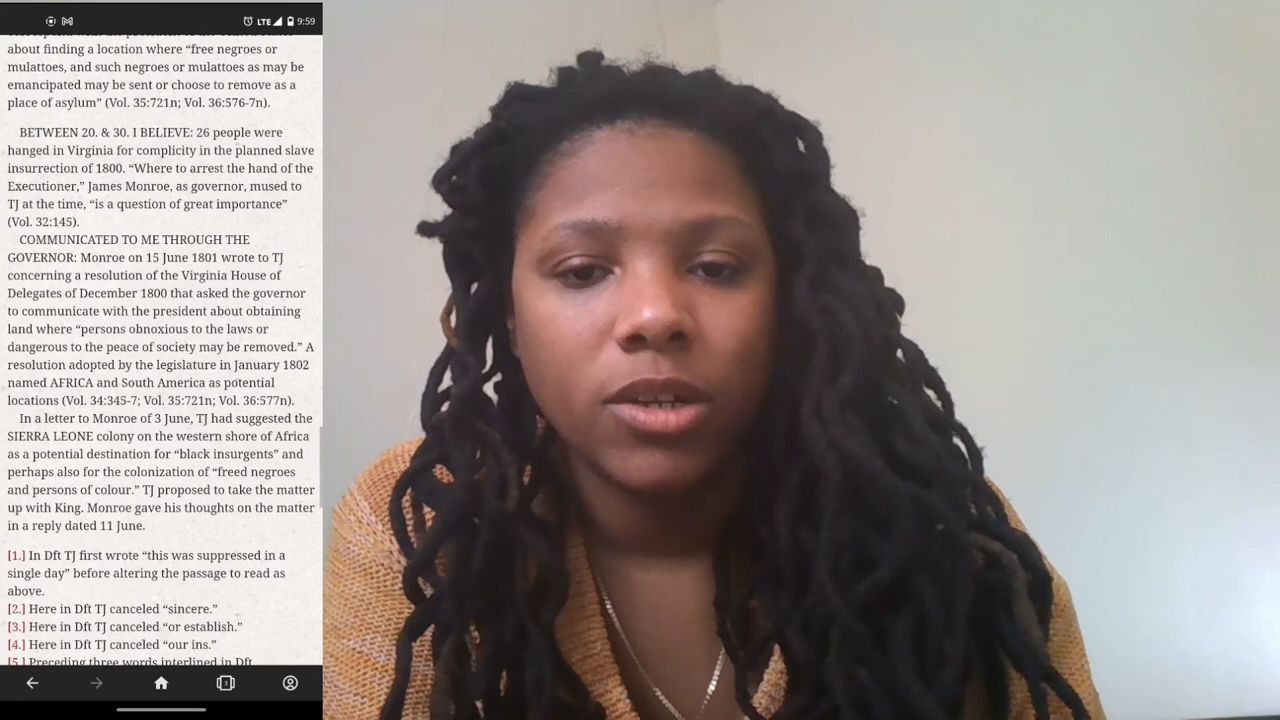 LTE 9:59
about finding a location where “free negroes or
mulattoes, and such negroes or mulattoes as may be
emancipated may be sent or choose to remove as a
place of asylum” (Vol. 35:721n; Vol. 36:576-7n).
BETWEEN 20. & 30. I BELIEVE: 26 people were
hanged in Virginia for complicity in the planned slave
insurrection of 1800. “Where to arrest the hand of the
Executioner,” James Monroe, as governor, mused to
TJ at the time, “is a question of great importance”
(Vol. 32:145).
COMMUNICATED TO ME THROUGH THE
GOVERNOR: Monroe on 15 June 1801 wrote to TJ
concerning a resolution of the Virginia House of
Delegates of December 1800 that asked the governor
to communicate with the president about obtaining
land where “persons obnoxious to the laws or
dangerous to the peace of society may be removed.” A
resolution adopted by the legislature in January 1802
named AFRICA and South America as potential
locations (Vol. 34:345-7; Vol. 35:721n; Vol. 36:577n).
In a letter to Monroe of 3 June, TJ had suggested the
SIERRA LEONE colony on the western shore of Africa
as a potential destination for “black insurgents” and
perhaps also for the colonization of “freed negroes
and persons of colour.” TJ proposed to take the matter
up with King. Monroe gave his thoughts on the matter
in a reply dated 11 June.
[1.] In Dft TJ first wrote “this was suppressed in a
single day” before altering the passage to read as
above.
[2.] Here in Dft TJ canceled “sincere.”
[3.] Here in Dft TJ canceled “or establish.”
[4.] Here in Dft TJ canceled “our ins.”
[5.] Preceding three words interlined in Dft